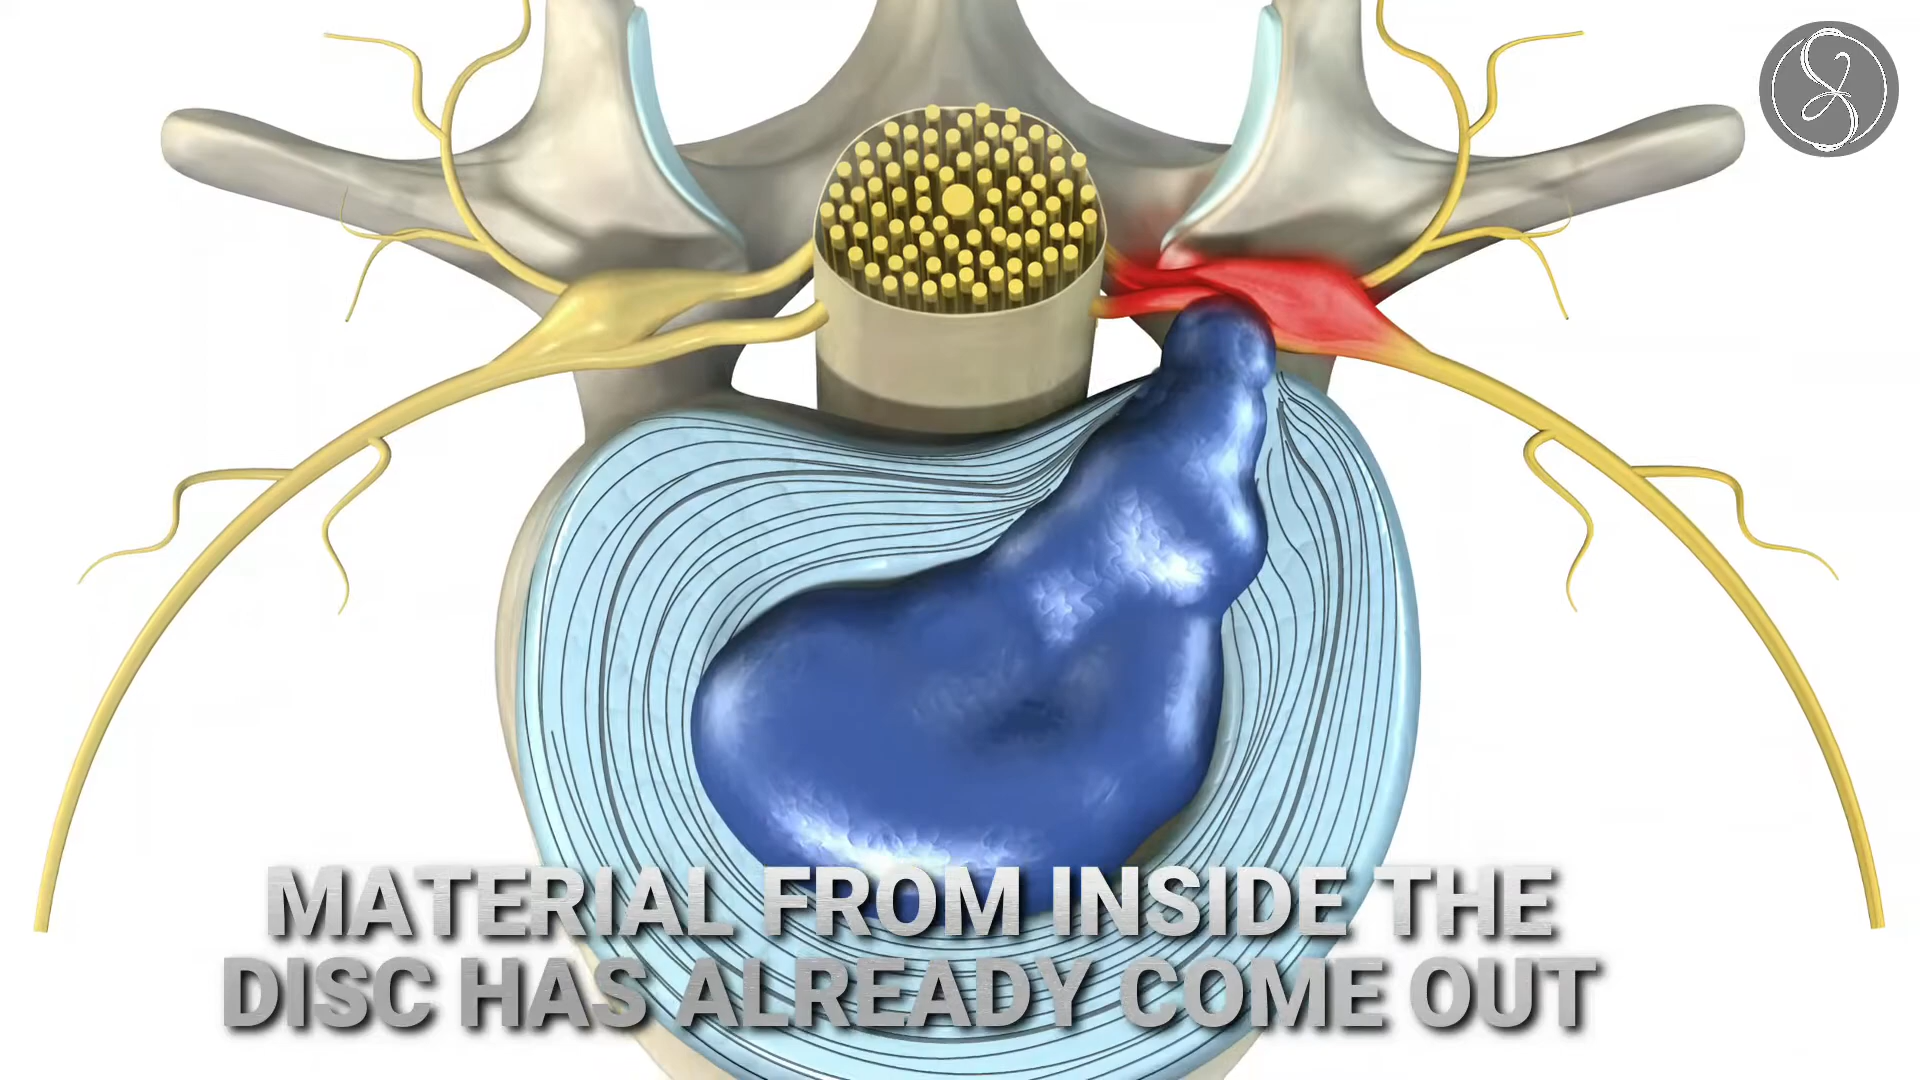 MATERIAL FROM INSIDE THE
DISC HAS ALREADY COME OUT